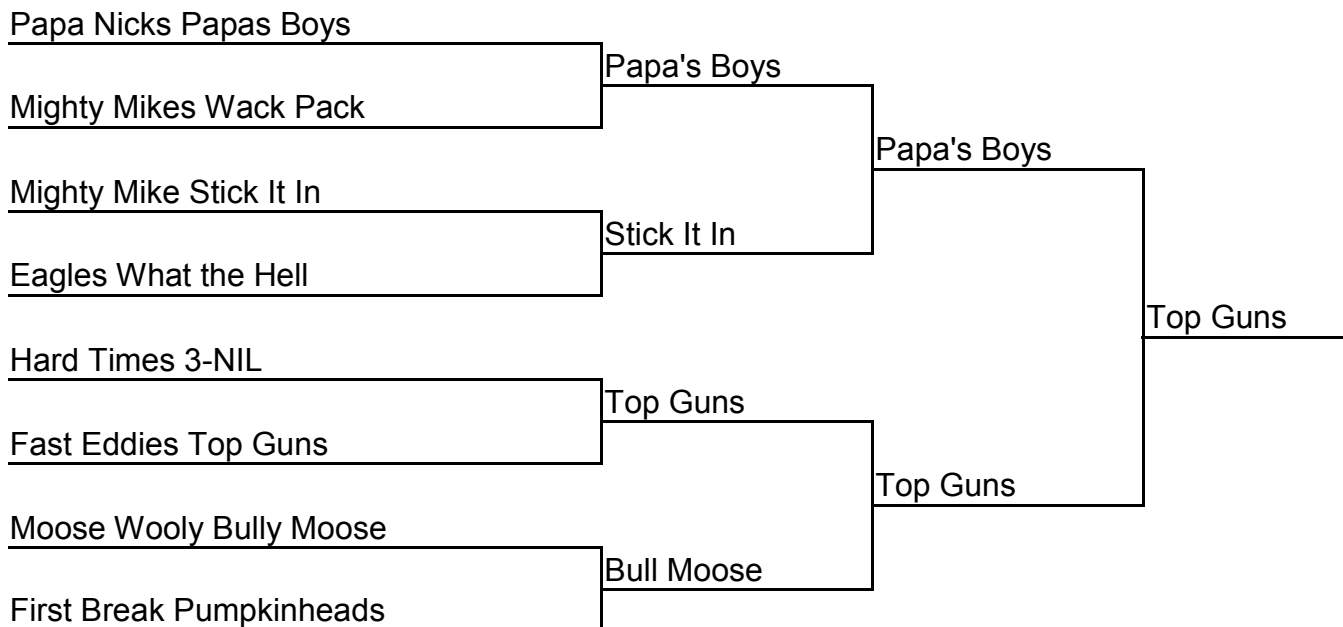 Papa Nicks Papas Boys
Papa's Boys
Mighty Mikes Wack Pack
Papa's Boys
Mighty Mike Stick It In
Stick It In
Eagles What the Hell
Top Guns
Hard Times 3-NIL
Top Guns
Fast Eddies Top Guns
Top Guns
Moose Wooly Bully Moose
Bull Moose
First Break Pumpkinheads